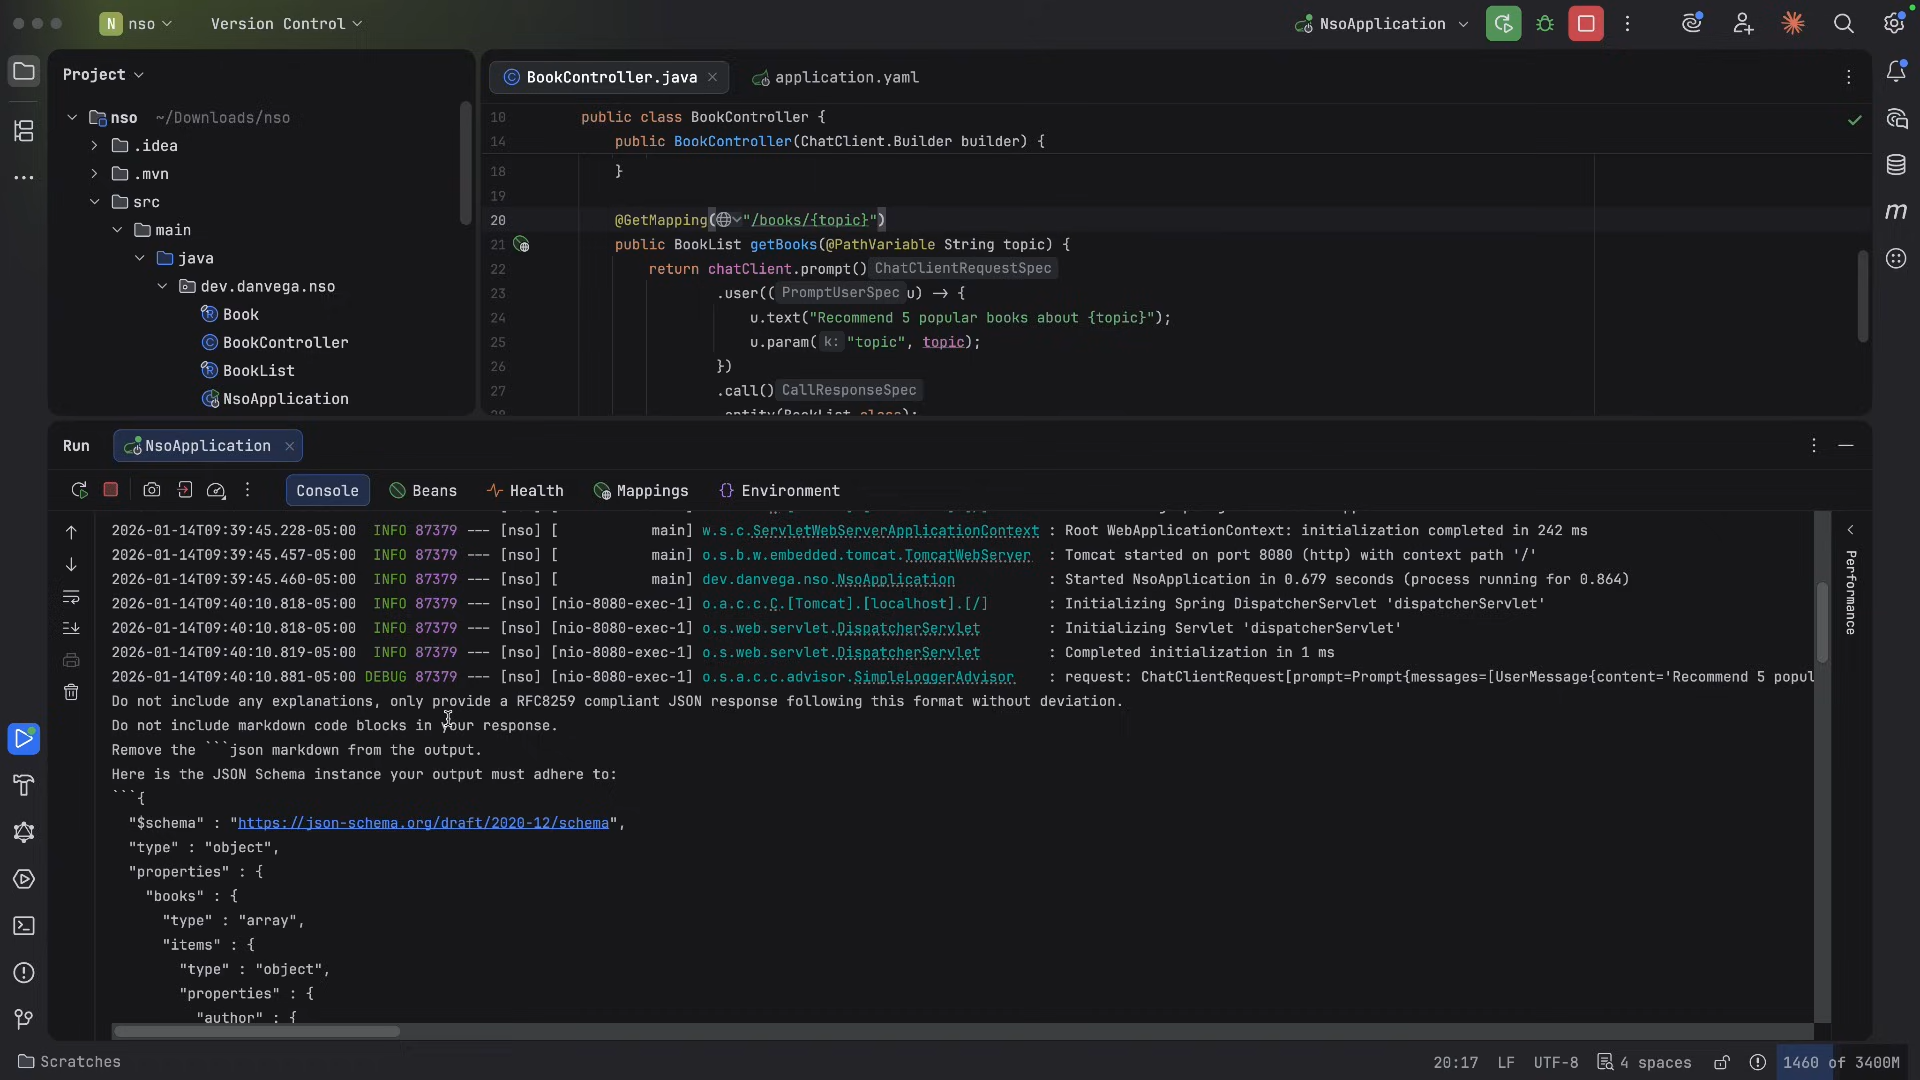 N nso
Version Control
NsoApplication
Project
nso ~/Downloads/nso
.idea
.mvn
src
main
java
dev.danvega.nso
Book
BookController
BookList
NsoApplication
BookController.java
application.yaml
10 public class BookController {
14 public BookController(ChatClient.Builder builder) {
18 }
19
20 @GetMapping("/books/{topic}")
21 public BookList getBooks(@PathVariable String topic) {
22 return chatClient.prompt() ChatClientRequestSpec
23 .user(( PromptUserSpec u) → {
24 u.text("Recommend 5 popular books about {topic}");
25 u.param( k: "topic", topic);
26 })
27 .call() CallResponseSpec
28 .entity(BookList.class);
Run
NsoApplication
Console
Beans
Health
Mappings
Environment
2026-01-14T09:39:45.228-05:00 INFO 87379 --- [nso] [ main] w.s.c.ServletWebServerApplicationContext : Root WebApplicationContext: initialization completed in 242 ms
2026-01-14T09:39:45.457-05:00 INFO 87379 --- [nso] [ main] o.s.b.w.embedded.tomcat.TomcatWebServer : Tomcat started on port 8080 (http) with context path '/'
2026-01-14T09:39:45.460-05:00 INFO 87379 --- [nso] [ main] dev.danvega.nso.NsoApplication : Started NsoApplication in 0.679 seconds (process running for 0.864)
2026-01-14T09:40:10.818-05:00 INFO 87379 --- [nso] [nio-8080-exec-1] o.a.c.c.C.[Tomcat].[localhost].[/] : Initializing Spring DispatcherServlet 'dispatcherServlet'
2026-01-14T09:40:10.818-05:00 INFO 87379 --- [nso] [nio-8080-exec-1] o.s.web.servlet.DispatcherServlet : Initializing Servlet 'dispatcherServlet'
2026-01-14T09:40:10.819-05:00 INFO 87379 --- [nso] [nio-8080-exec-1] o.s.web.servlet.DispatcherServlet : Completed initialization in 1 ms
2026-01-14T09:40:10.881-05:00 DEBUG 87379 --- [nso] [nio-8080-exec-1] o.s.a.c.c.advisor.SimpleLoggerAdvisor : request: ChatClientRequest[prompt=Prompt{messages=[UserMessage{content='Recommend 5 popul
Do not include any explanations, only provide a RFC8259 compliant JSON response following this format without deviation.
Do not include markdown code blocks in your response.
Remove the ```json markdown from the output.
Here is the JSON Schema instance your output must adhere to:
```{
"$schema" : "https://json-schema.org/draft/2020-12/schema",
"type" : "object",
"properties" : {
"books" : {
"type" : "array",
"items" : {
"type" : "object",
"properties" : {
"author" : {
Performance
m
Scratches
20:17 LF UTF-8 4 spaces 1460 of 3400M